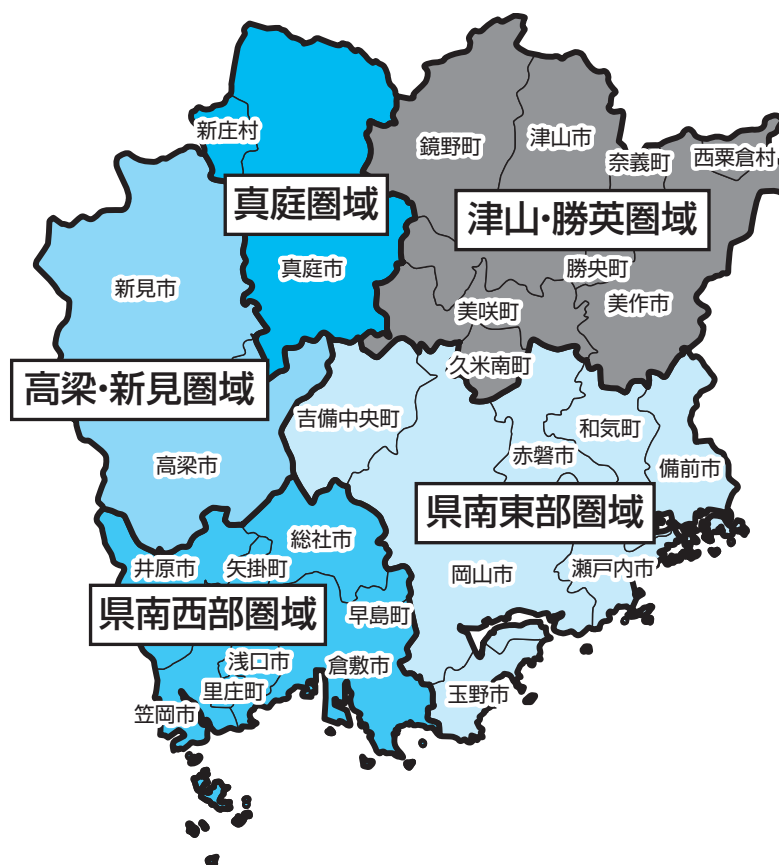 新庄村
鏡野町
津山市
奈義町
西粟倉村
真庭圏域
津山・勝英圏域
真庭市
勝央町
新見市
美咲町
美作市
久米南町
高梁・新見圏域
吉備中央町
和気町
高梁市
赤磐市
備前市
県南東部圏域
総社市
井原市
矢掛町
岡山市
瀬戸内市
県南西部圏域
早島町
浅口市
倉敷市
里庄町
玉野市
笠岡市